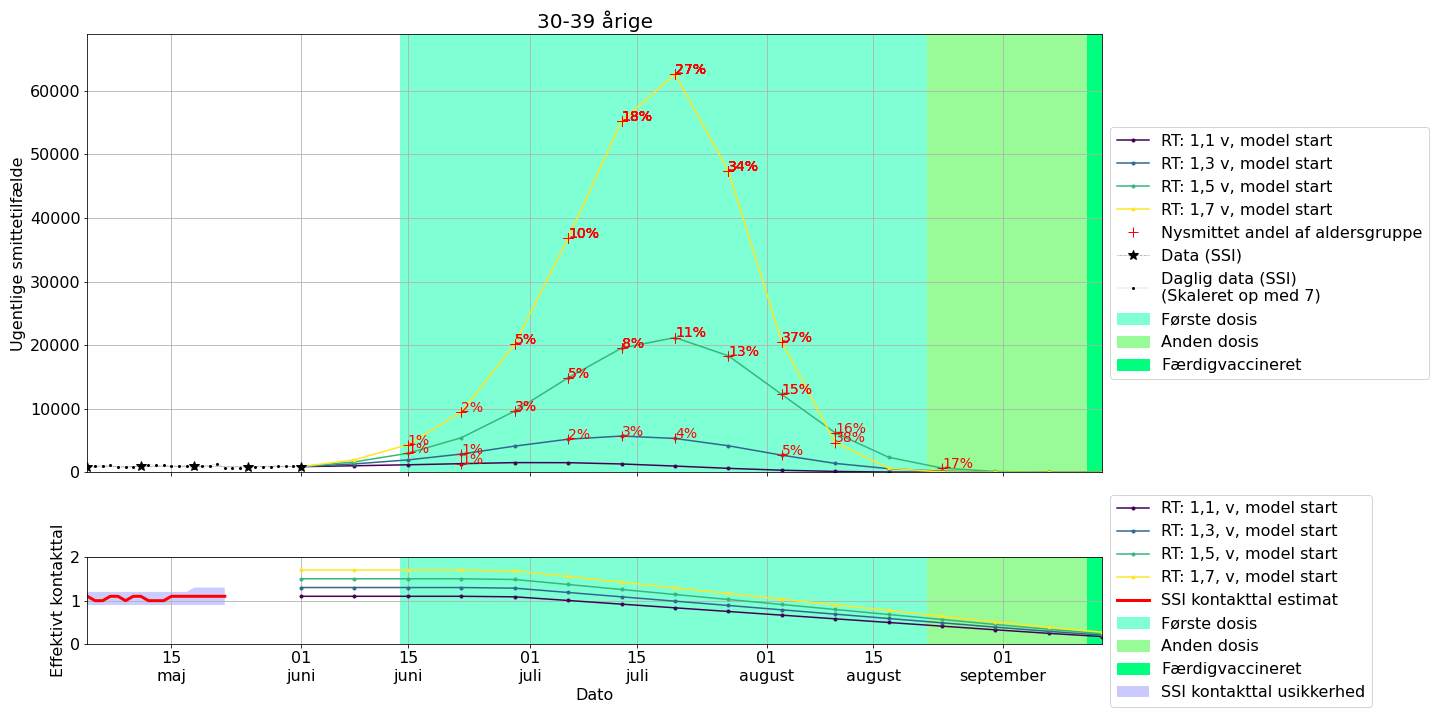 30-39 årige
Ugentlige smittetilfælde
60000
50000
40000
30000
20000
10000
0
27%
18%
34%
10%
5%
37%
11%
8%
13%
5%
15%
2%
3%
16%
38%
1%
1%
1%
1%
2%
3%
4%
5%
17%
RT: 1,1 v, model start
RT: 1,3 v, model start
RT: 1,5 v, model start
RT: 1,7 v, model start
Nysmittet andel af aldersgruppe
Data (SSI)
Daglig data (SSI)
(Skaleret op med 7)
Første dosis
Anden dosis
Færdigvaccineret
Effektivt kontakttal
2
1
0
15 01 15 01 15 01 15 01
maj juni juni juli juli august august september
Dato
RT: 1,1, v, model start
RT: 1,3, v, model start
RT: 1,5, v, model start
RT: 1,7, v, model start
SSI kontakttal estimat
Første dosis
Anden dosis
Færdigvaccineret
SSI kontakttal usikkerhed